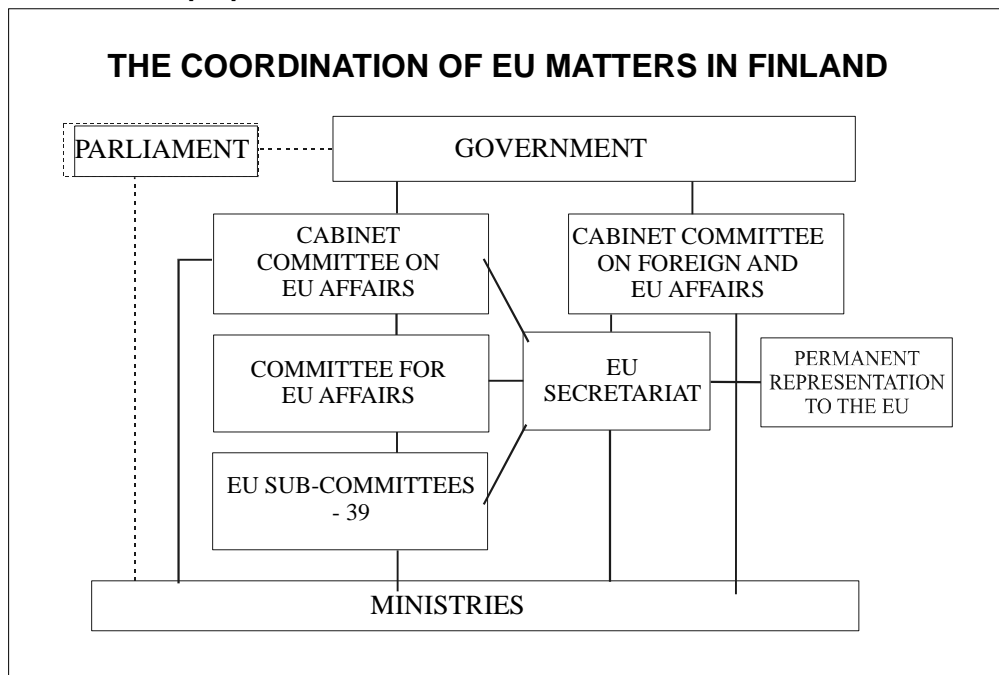 THE COORDINATION OF EU MATTERS IN FINLAND
PARLIAMENT
GOVERNMENT
CABINET
COMMITTEE ON
EU AFFAIRS
CABINET COMMITTEE
ON FOREIGN AND
EU AFFAIRS
COMMITTEE FOR
EU AFFAIRS
EU
SECRETARIAT
PERMANENT
REPRESENTATION
TO THE EU
EU SUB-COMMITTEES
- 39
MINISTRIES